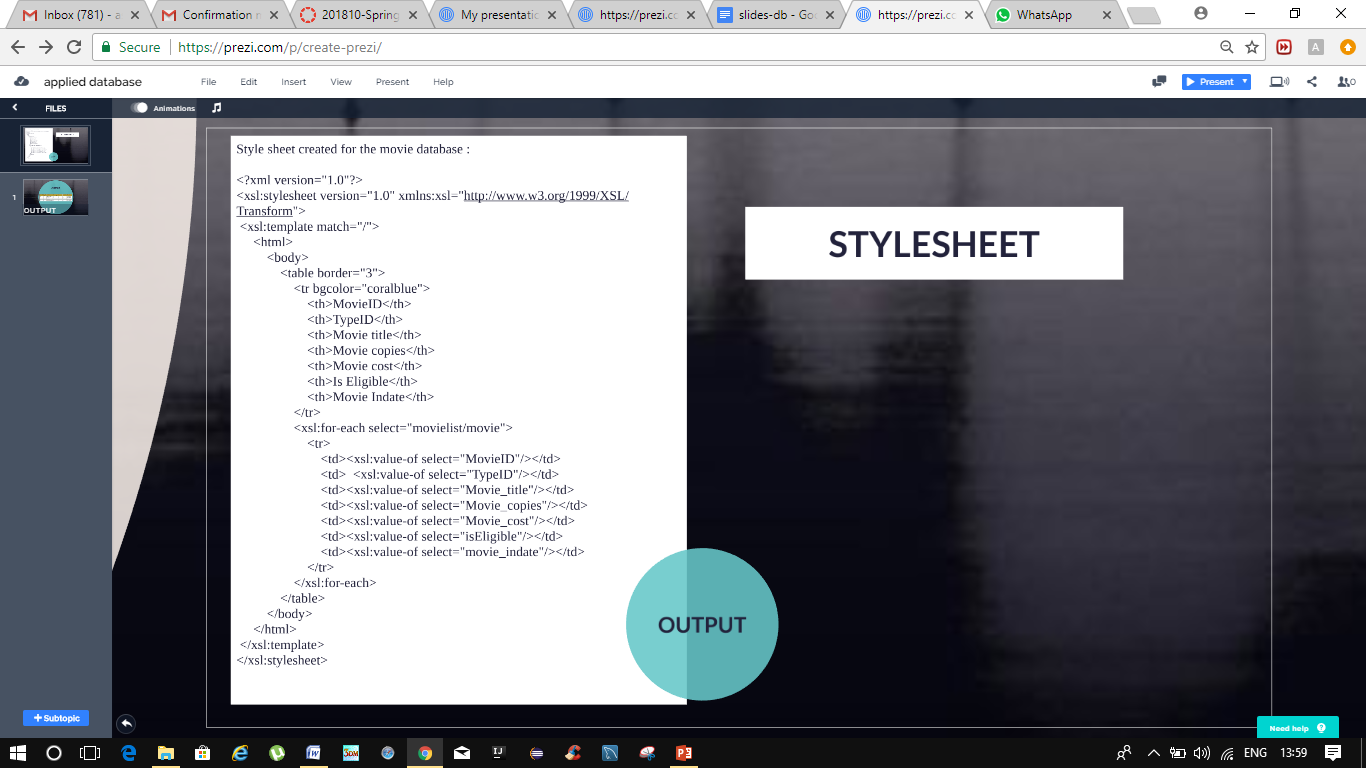 Inbox (781) - a
Confirmation n
201810-Spring
My presentatio
https://prezi.co
slides-db - Goo
https://prezi.co
WhatsApp
Secure
https://prezi.com/p/create-prezi/
A
applied database
File
Edit
Insert
View
Present
Help
Present
0
FILES
Animations
1
OUTPUT
Style sheet created for the movie database :
<?xml version="1.0"?>
<xsl:stylesheet version="1.0" xmlns:xsl="http://www.w3.org/1999/XSL/
Transform">
<xsl:template match="/">
<html>
<body>
<table border="3">
<tr bgcolor="coralblue">
<th>MovieID</th>
<th>TypeID</th>
<th>Movie title</th>
<th>Movie copies</th>
<th>Movie cost</th>
<th>Is Eligible</th>
<th>Movie Indate</th>
</tr>
<xsl:for-each select="movielist/movie">
<tr>
<td><xsl:value-of select="MovieID"/></td>
<td>  <xsl:value-of select="TypeID"/></td>
<td><xsl:value-of select="Movie_title"/></td>
<td><xsl:value-of select="Movie_copies"/></td>
<td><xsl:value-of select="Movie_cost"/></td>
<td><xsl:value-of select="isEligible"/></td>
<td><xsl:value-of select="movie_indate"/></td>
</tr>
</xsl:for-each>
</table>
</body>
</html>
</xsl:template>
</xsl:stylesheet>
STYLESHEET
OUTPUT
+ Subtopic
Need help ?
ENG
13:59